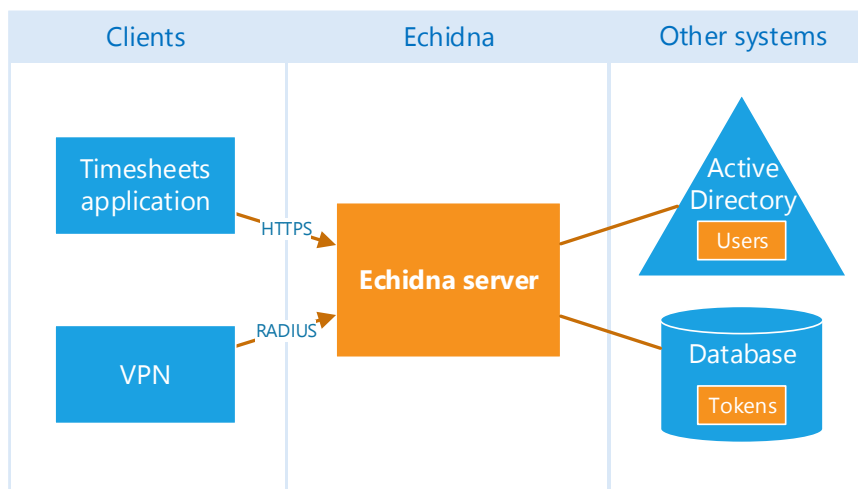 Clients
Echidna
Other systems
Timesheets
application
HTTPS
Echidna server
Active
Directory
Users
VPN
RADIUS
Database
Tokens